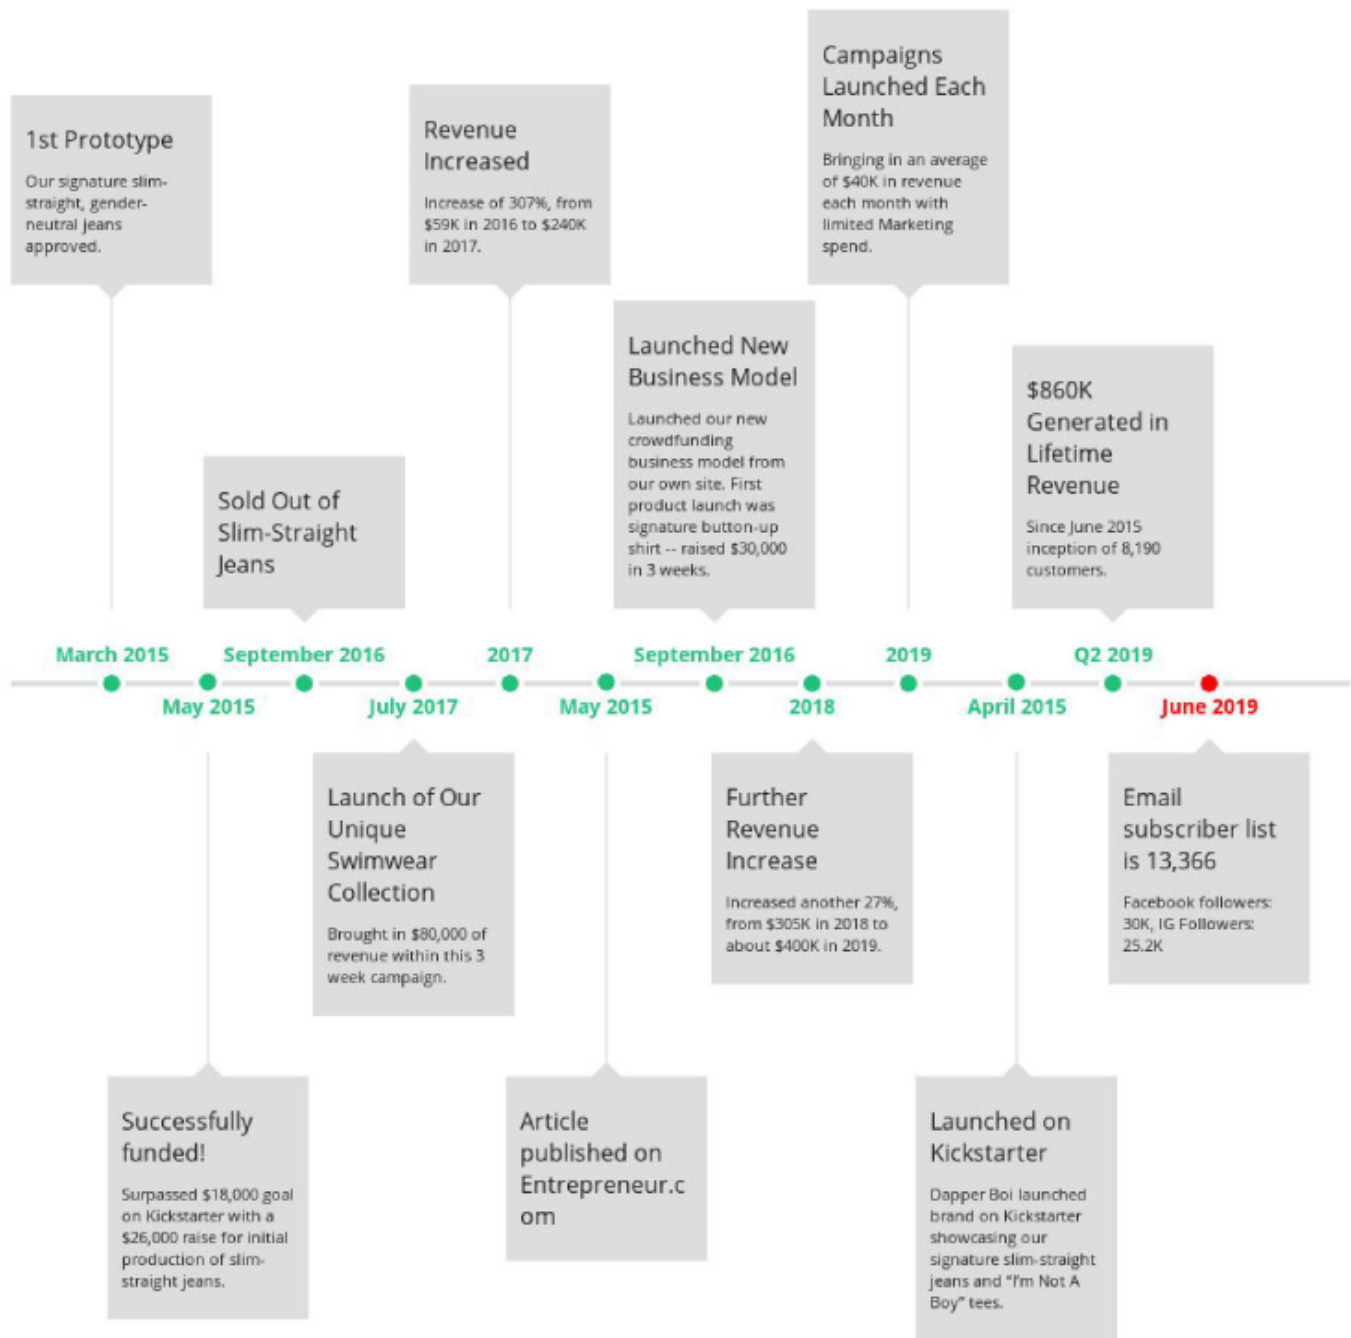 1st Prototype
Our signature slim-
straight, gender-
neutral jeans
approved.
Revenue
Increased
Increase of 307%, from
$59K in 2016 to $240K
in 2017.
Campaigns
Launched Each
Month
Bringing in an average
of $40K in revenue
each month with
limited Marketing
spend.
Sold Out of
Slim-Straight
Jeans
Launched New
Business Model
Launched our new
crowdfunding
business model from
our own site. First
product launch was
signature button-up
shirt -- raised $30,000
in 3 weeks.
$860K
Generated in
Lifetime
Revenue
Since June 2015
inception of 8,190
customers.
March 2015
September 2016
2017
September 2016
2019
Q2 2019
May 2015
July 2017
May 2015
2018
April 2015
June 2019
Launch of Our
Unique
Swimwear
Collection
Brought in $80,000 of
revenue within this 3
week campaign.
Further
Revenue
Increase
Increased another 27%,
from $305K in 2018 to
about $400K in 2019.
Email
subscriber list
is 13,366
Facebook followers:
30K, IG Followers:
25.2K
Successfully
funded!
Surpassed $18,000 goal
on Kickstarter with a
$26,000 raise for initial
production of slim-
straight jeans.
Article
published on
Entrepreneur.c
om
Launched on
Kickstarter
Dapper Boi launched
brand on Kickstarter
showcasing our
signature slim-straight
jeans and "I'm Not A
Boy" tees.